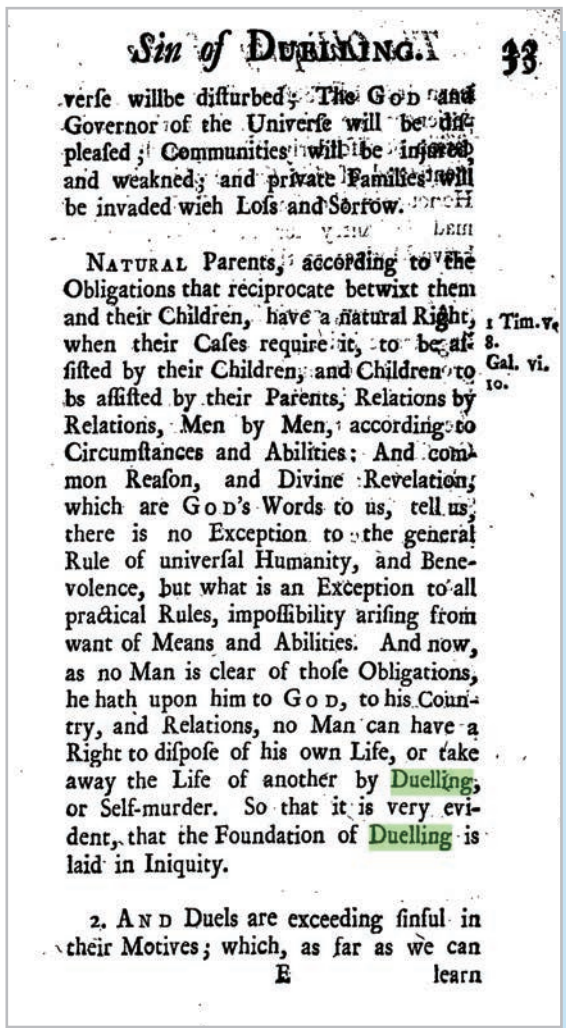 Sin of DUELLING. 33
verſe willbe diſturbed; The GOD and
Governor of the Univerſe will be diſ-
pleaſed; Communities will be injured,
and weakned; and private Families will
be invaded wieh Loſs and Sorrow.
NATURAL Parents, according to the
Obligations that reciprocate betwixt them
and their Children, have a natural Right,
when their Caſes require it, to be aſ-
ſiſted by their Children, and Children to
bs aſſiſted by their Parents, Relations by
Relations, Men by Men, according to
Circumſtances and Abilities: And com-
mon Reaſon, and Divine Revelation,
which are GOD's Words to us, tell us,
there is no Exception to the general
Rule of univerſal Humanity, and Bene-
volence, but what is an Exception to all
practical Rules, impoſſibility ariſing from
want of Means and Abilities. And now,
as no Man is clear of thoſe Obligations,
he hath upon him to GOD, to his Coun-
try, and Relations, no Man can have a
Right to diſpoſe of his own Life, or take
away the Life of another by Duelling,
or Self-murder. So that it is very evi-
dent, that the Foundation of Duelling is
laid in Iniquity.
1 Tim. v.
8.
Gal. vi.
10.
2. AND Duels are exceeding ſinful in
their Motives; which, as far as we can
E learn